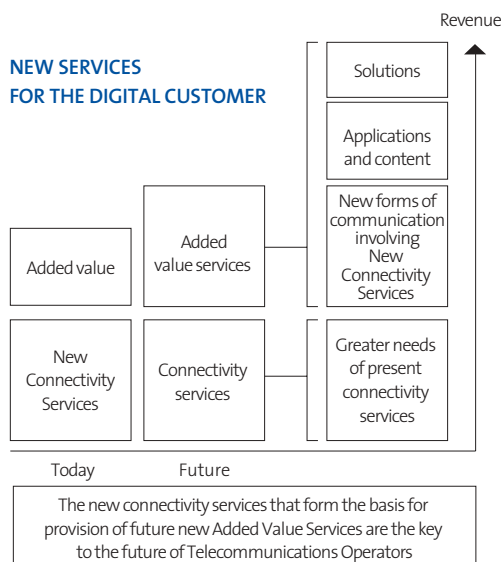 Revenue
NEW SERVICES
FOR THE DIGITAL CUSTOMER
Solutions
Applications
and content
New forms of
communication
involving
New
Connectivity
Services
Added
value services
Added value
New
Connectivity
Services
Connectivity
services
Greater needs
of present
connectivity
services
Today
Future
The new connectivity services that form the basis for
provision of future new Added Value Services are the key
to the future of Telecommunications Operators